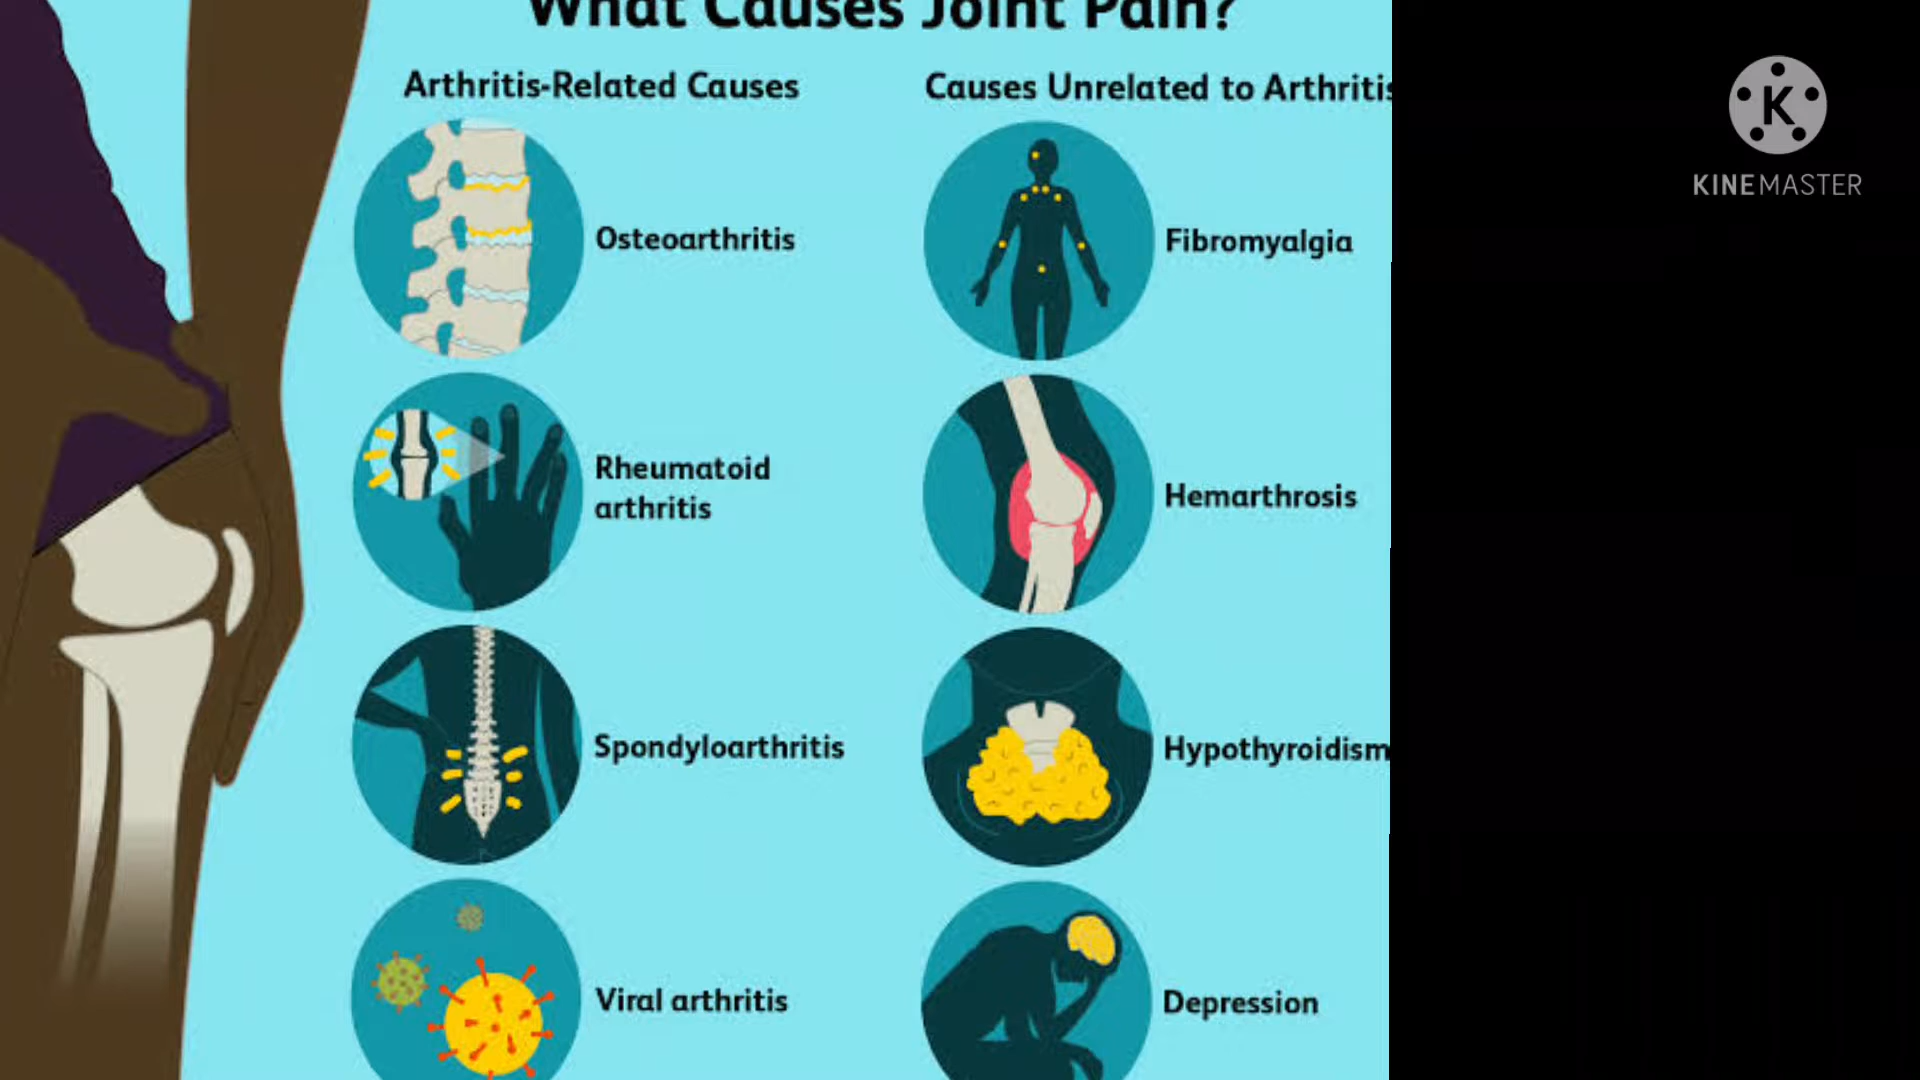 What Causes Joint Pain?
Arthritis-Related Causes
Causes Unrelated to Arthritis
Osteoarthritis
Fibromyalgia
Rheumatoid
arthritis
Hemarthrosis
Spondyloarthritis
Hypothyroidism
Viral arthritis
Depression
KINEMASTER